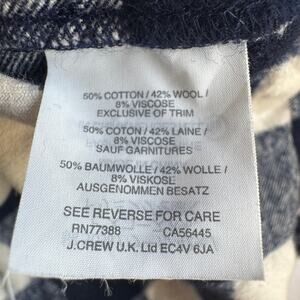 50% COTTON / 42% WOOL /
8% VISCOSE
EXCLUSIVE OF TRIM
50% COTON / 42% LAINE /
8% VISCOSE
SAUF GARNITURES
50% BAUMWOLLE / 42% WOLLE /
8% VISKOSE
AUSGENOMMEN BESATZ
SEE REVERSE FOR CARE
RN77388 CA56445
J.CREW U.K. Ltd EC4V 6JA